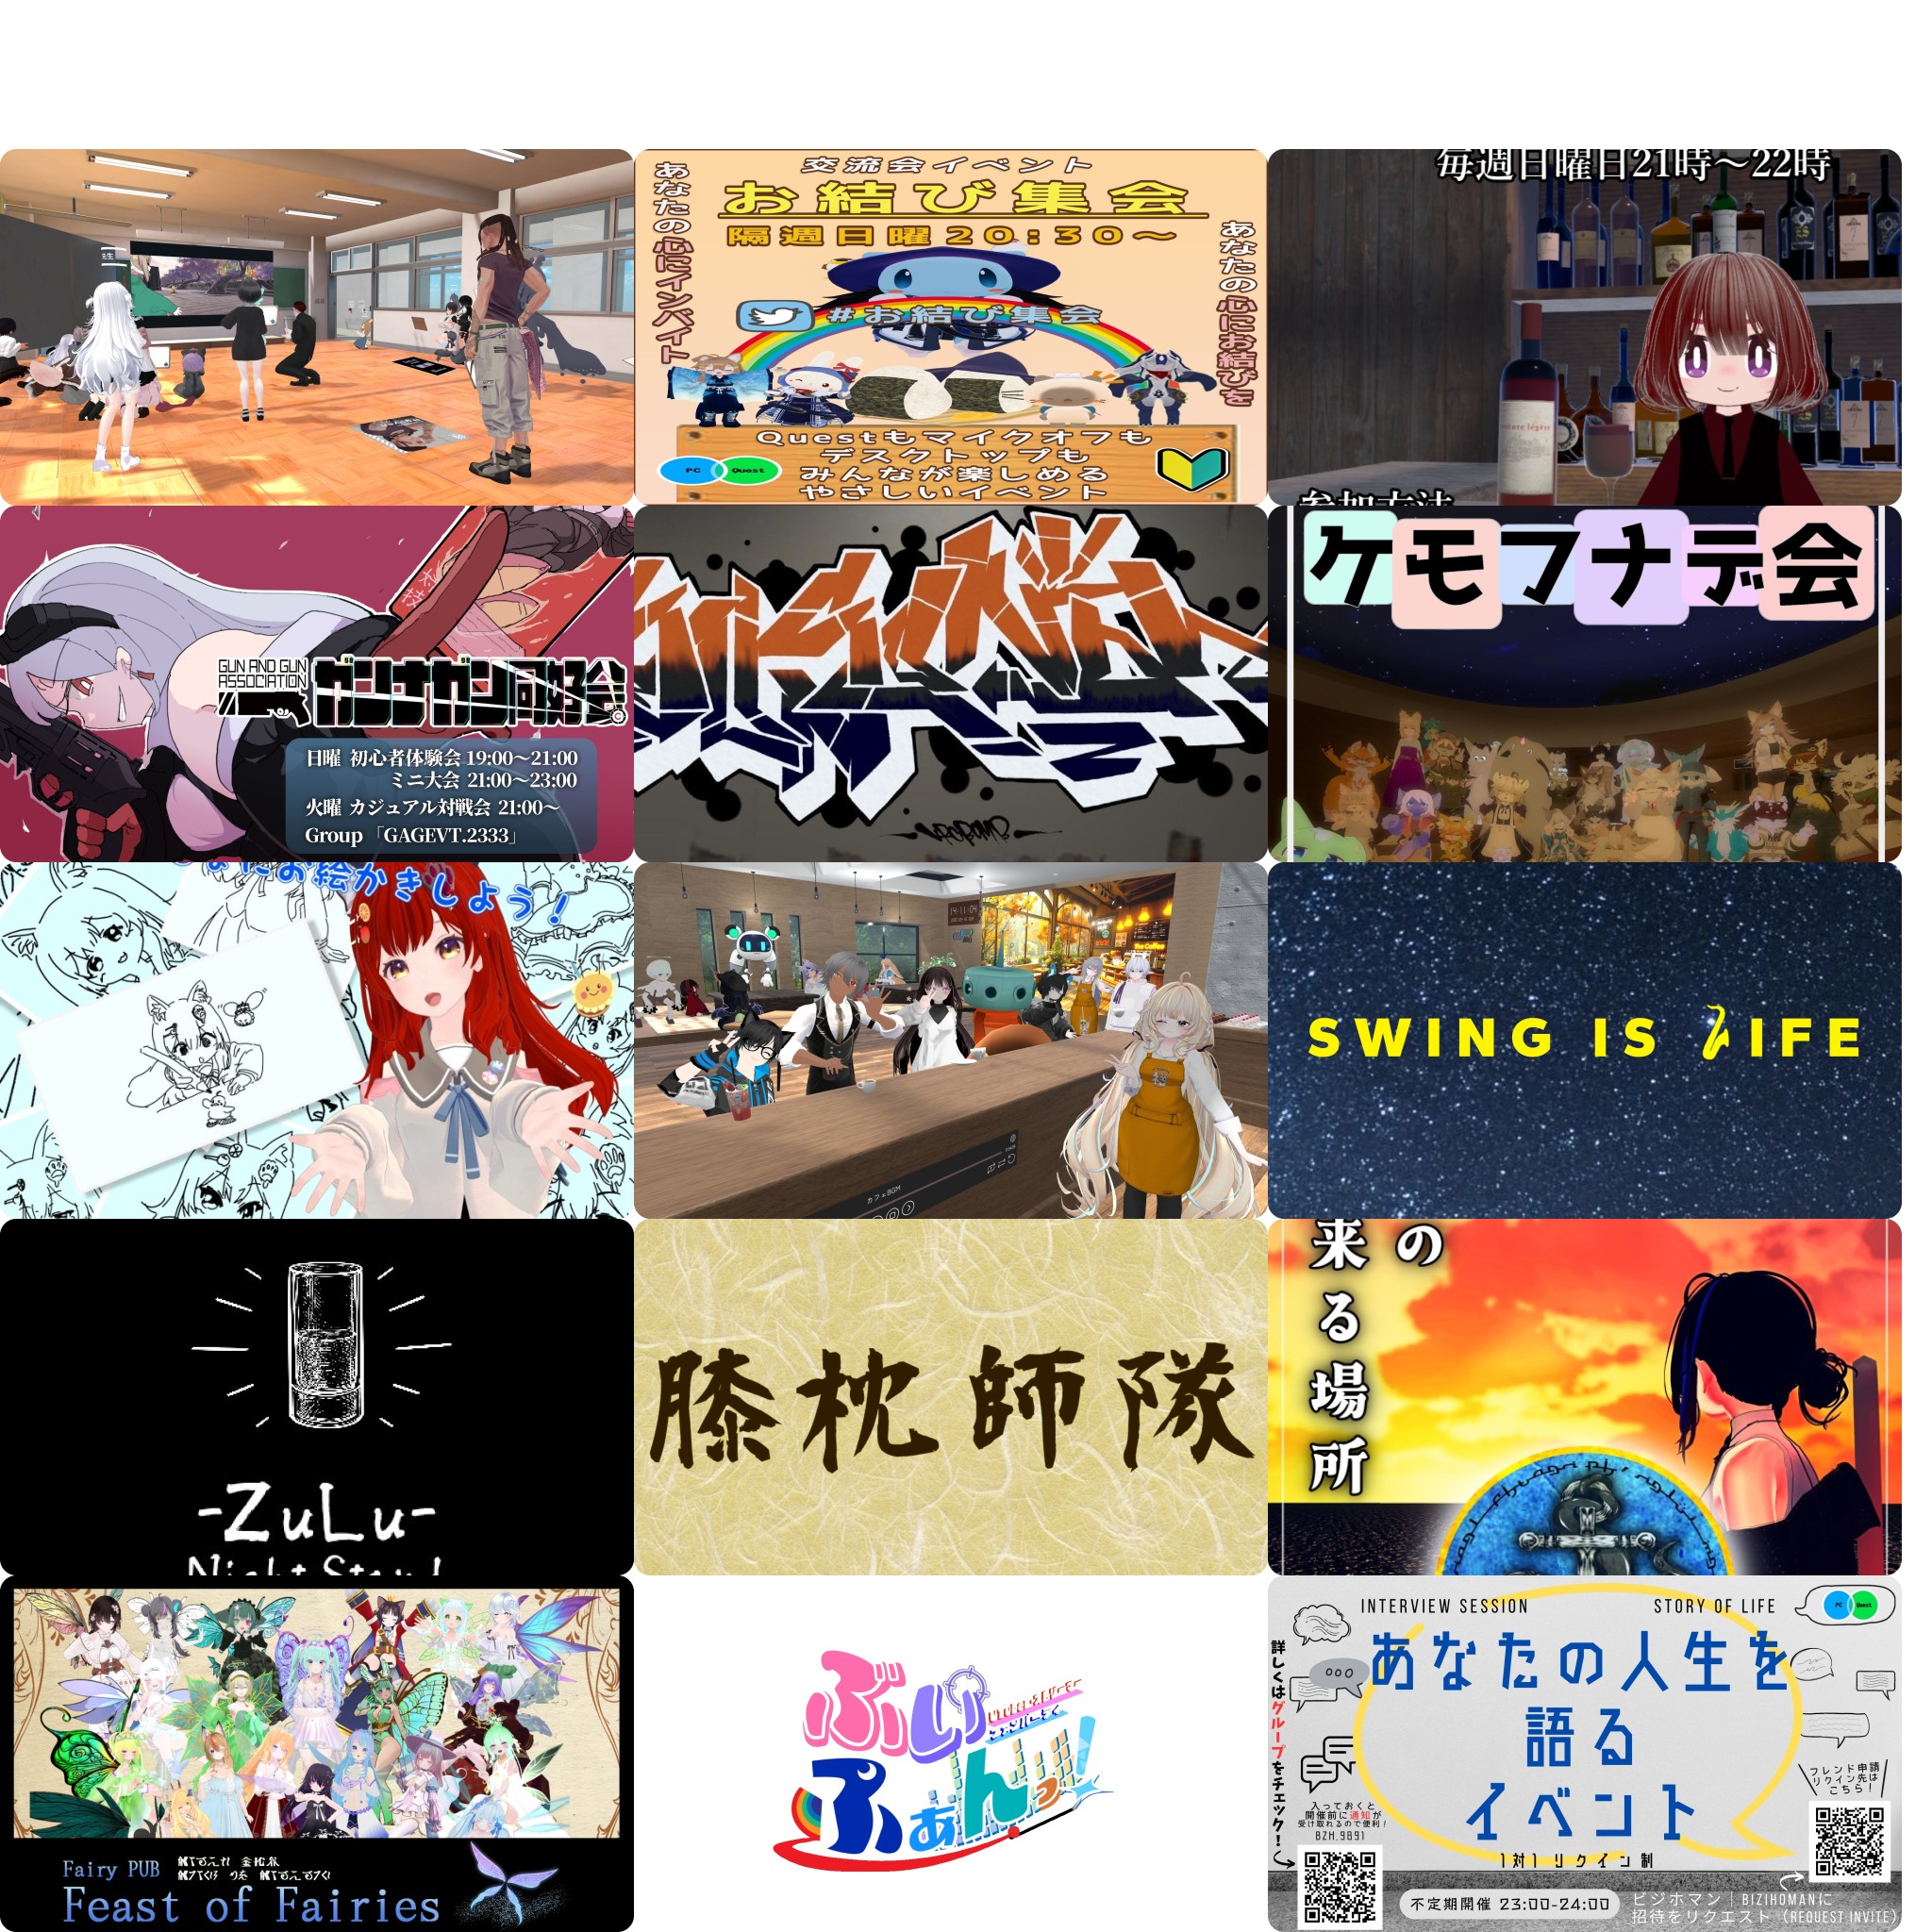 あなたの心にインバイト
交流会イベント
お結び集会
隔週日曜20:30～
#お結び集会
あなたの心にお結びを
Questもマイクオフも
デスクトップも
みんなが楽しめる
やさしいイベント
PC Quest
毎週日曜日21時～22時
参加方法
GUN AND GUN
ASSOCIATION
ガンナガン同好会
日曜 初心者体験会 19:00～21:00
ミニ大会 21:00～23:00
火曜 カジュアル対戦会 21:00～
Group 「GAGEVT.2333」
ケモフナデ会
お絵かきしよう!
カフェBGM
SWING IS LIFE
-ZuLu-
膝枕師隊
の
来る場所
Fairy PUB
Feast of Fairies
ぶいふぁんっ!
INTERVIEW SESSION
STORY OF LIFE
PC Quest
あなたの人生を
語る
イベント
1対1 リクイン制
詳しくはグループをチェック!
入っておくと
開催前に通知が
受け取れるので便利!
BZH.9891
フレンド申請
リクイン先は
こちら!
不定期開催 23:00-24:00
ビジホマン｜BIZIHOMANに
招待をリクエスト (REQUEST INVITE)